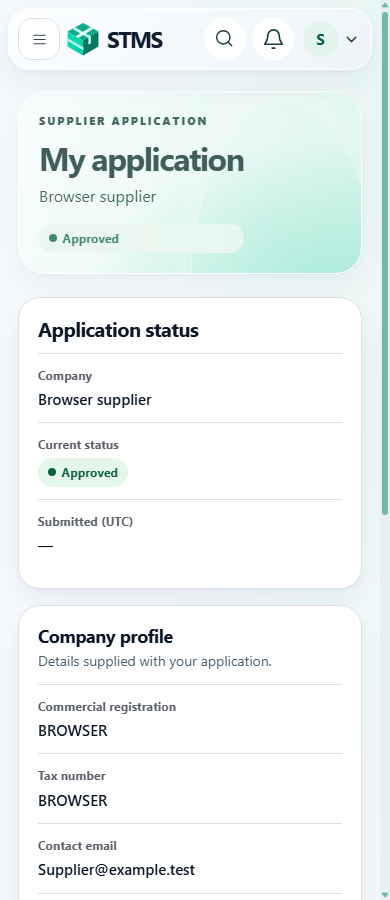 STMS
S
SUPPLIER APPLICATION
My application
Browser supplier
Approved
Application status
Company
Browser supplier
Current status
Approved
Submitted (UTC)
—
Company profile
Details supplied with your application.
Commercial registration
BROWSER
Tax number
BROWSER
Contact email
Supplier@example.test